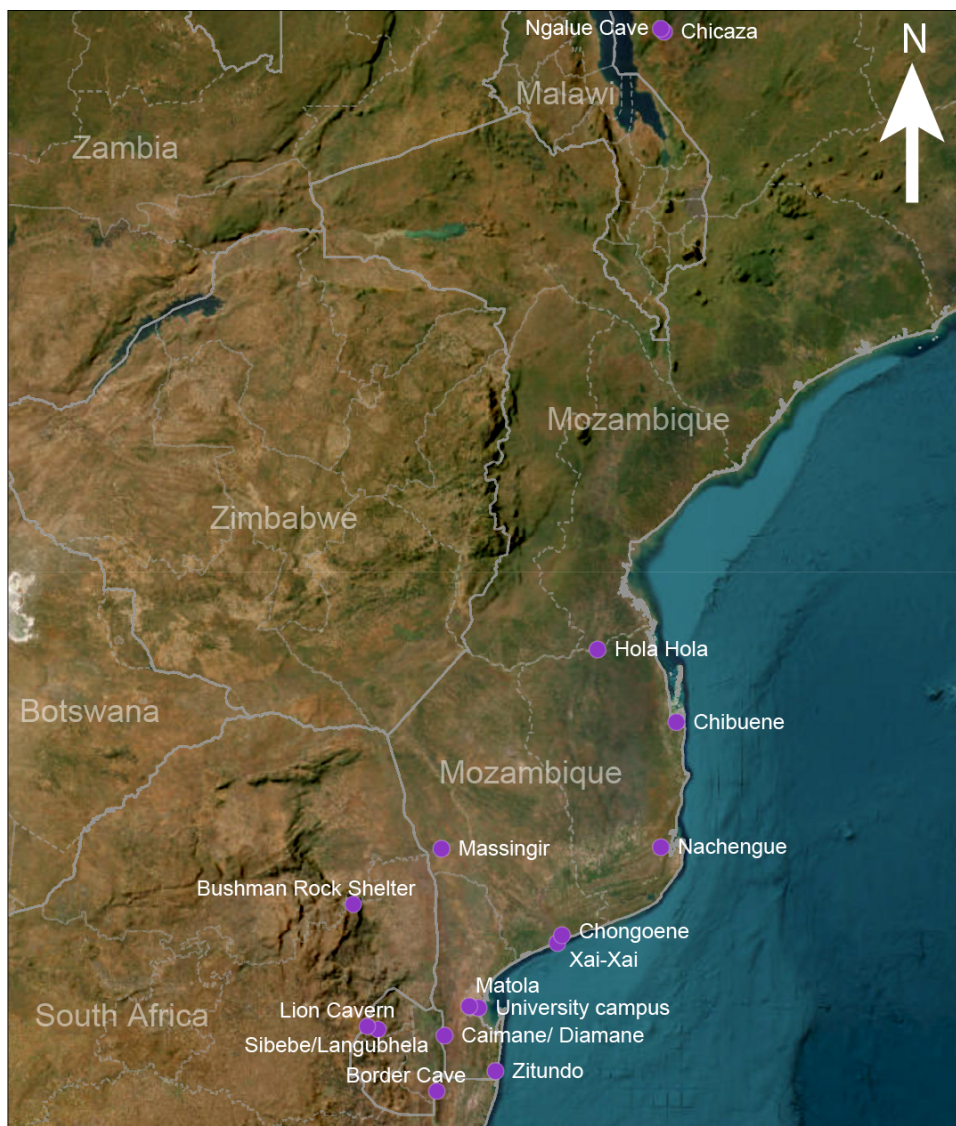 Ngalue Cave
Chicaza
N
Malawi
Zambia
Mozambique
Zimbabwe
Hola Hola
Botswana
Chibuene
Mozambique
Massingir
Nachengue
Bushman Rock Shelter
Chongoene
Xai-Xai
Matola
University campus
South Africa
Lion Cavern
Caimane/ Diamane
Sibebe/Langubhela
Zitundo
Border Cave